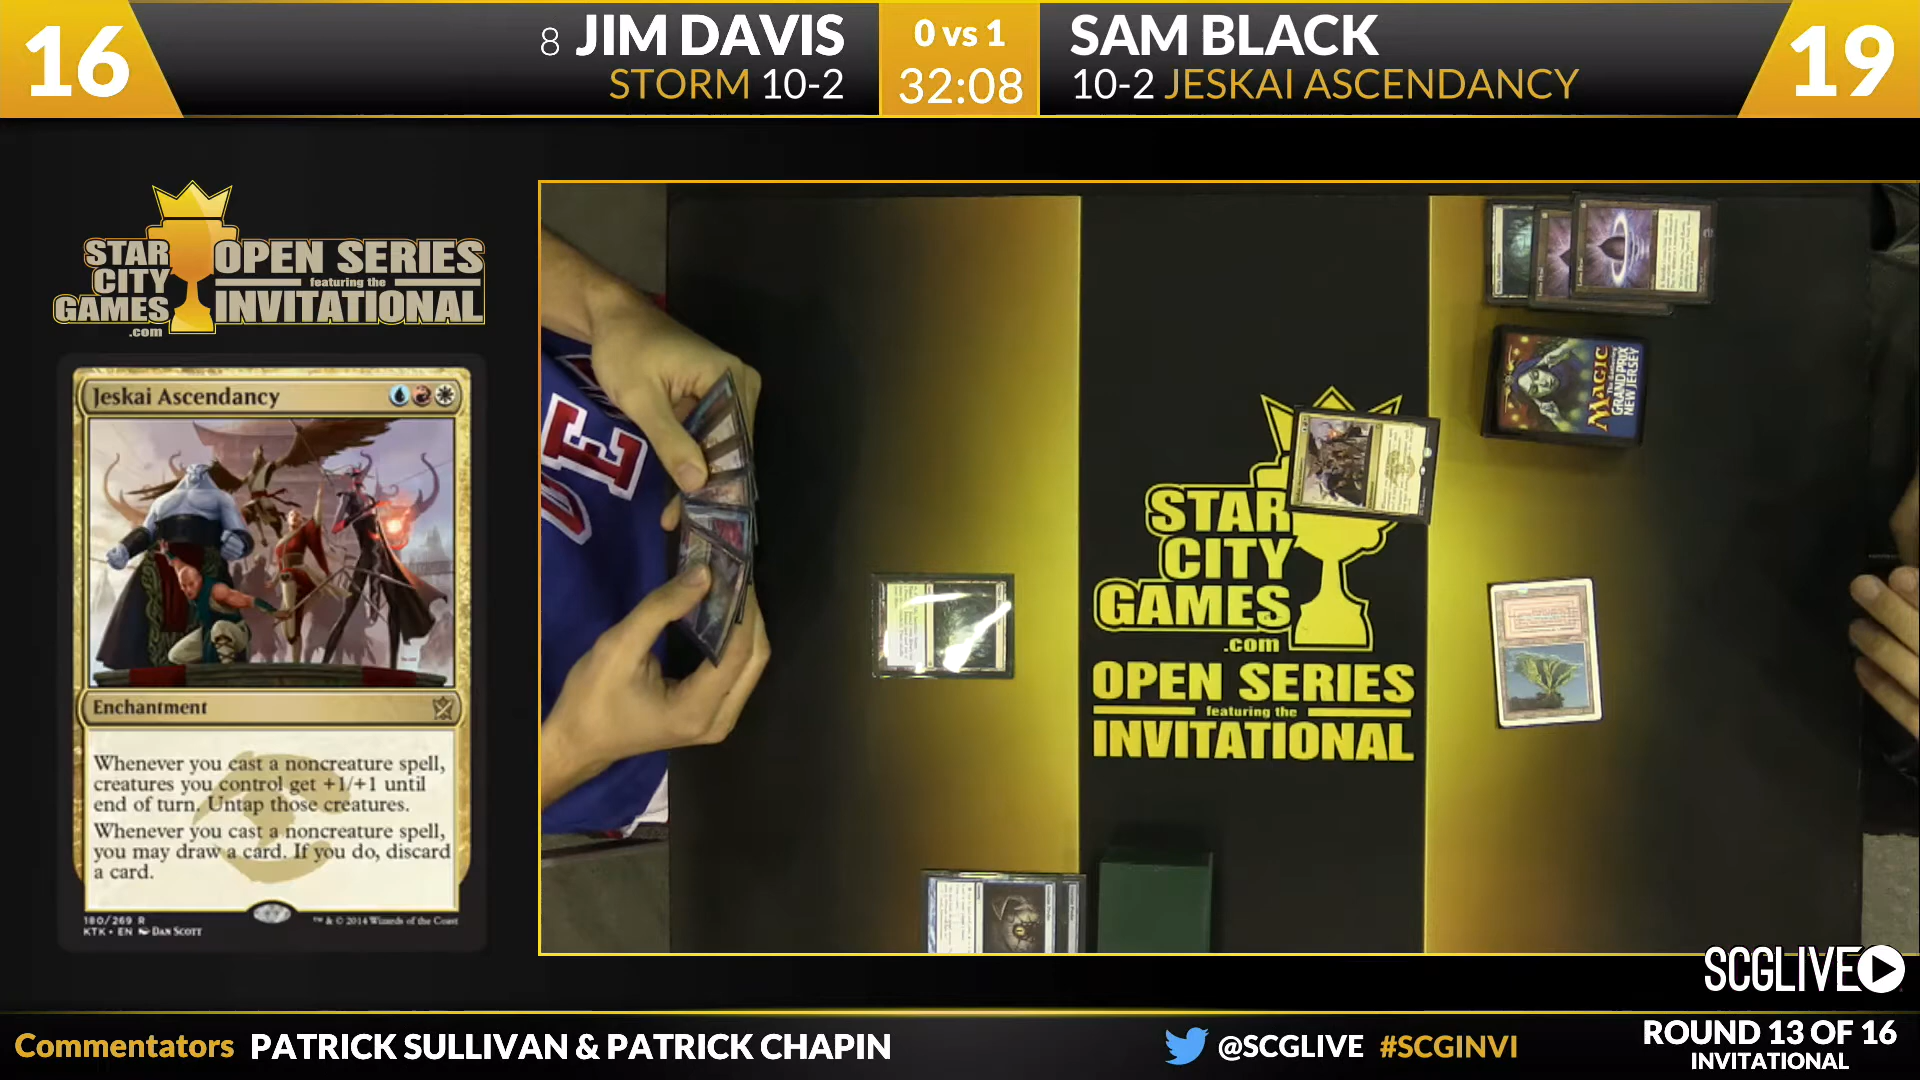 16
8 JIM DAVIS
STORM 10-2
0 vs 1
32:08
SAM BLACK
10-2 JESKAI ASCENDANCY
19
STAR
CITY
GAMES
.com
OPEN SERIES
featuring the
INVITATIONAL
Jeskai Ascendancy
Enchantment
Whenever you cast a noncreature spell,
creatures you control get +1/+1 until
end of turn. Untap those creatures.
Whenever you cast a noncreature spell,
you may draw a card. If you do, discard
a card.
180/269 R
KTK • EN DAN SCOTT
™ & © 2014 Wizards of the Coast
MAGIC
GRAND PRIX
NEW JERSEY
STAR
CITY
GAMES
.com
OPEN SERIES
featuring the
INVITATIONAL
SCGLIVE
Commentators PATRICK SULLIVAN & PATRICK CHAPIN
@SCGLIVE #SCGINVI
ROUND 13 OF 16
INVITATIONAL